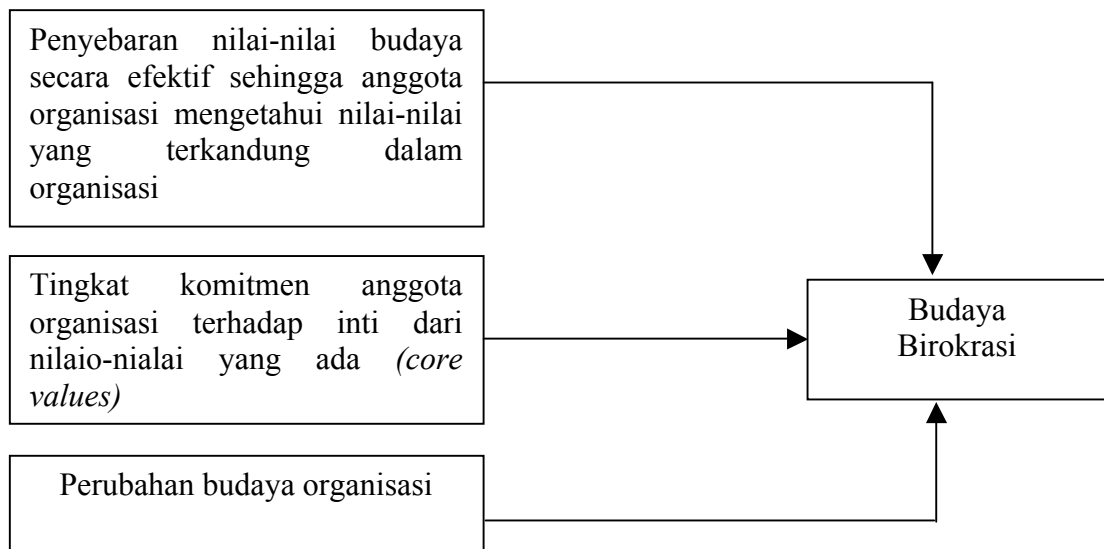 Penyebaran nilai-nilai budaya
secara efektif sehingga anggota
organisasi mengetahui nilai-nilai
yang terkandung dalam
organisasi
Tingkat komitmen anggota
organisasi terhadap inti dari
nilaio-nialai yang ada (core
values)
Budaya
Birokrasi
Perubahan budaya organisasi